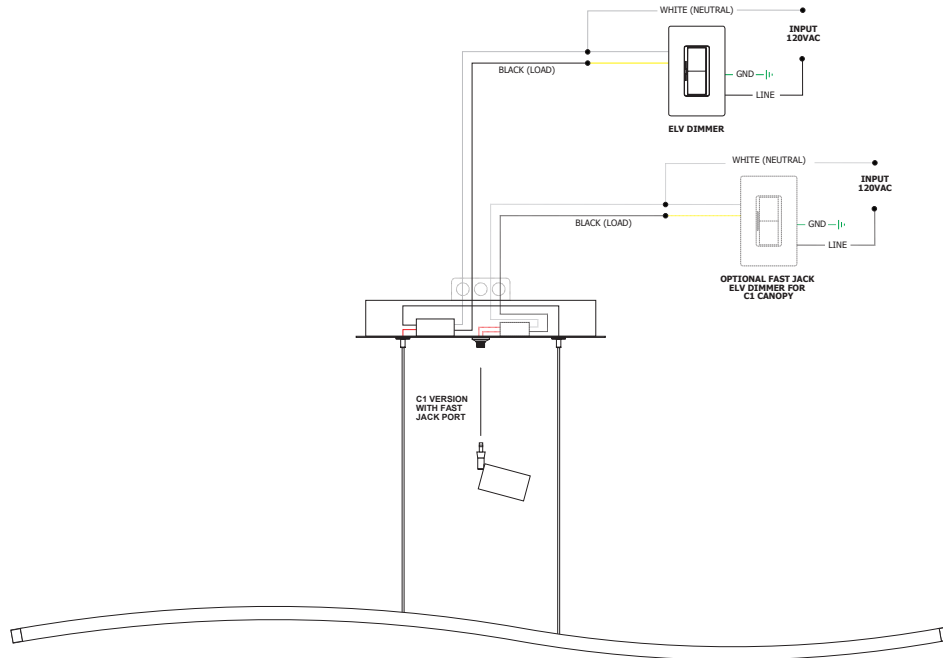 WHITE (NEUTRAL)
INPUT
120VAC
BLACK (LOAD)
GND
LINE
ELV DIMMER
WHITE (NEUTRAL)
INPUT
120VAC
BLACK (LOAD)
GND
LINE
OPTIONAL FAST JACK
ELV DIMMER FOR
C1 CANOPY
C1 VERSION
WITH FAST
JACK PORT